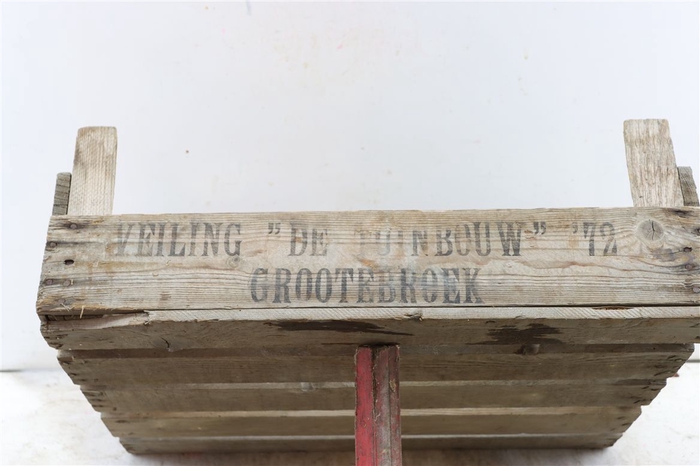 VEILING "DE TUINBOUW" '72
GROOTEBROEK